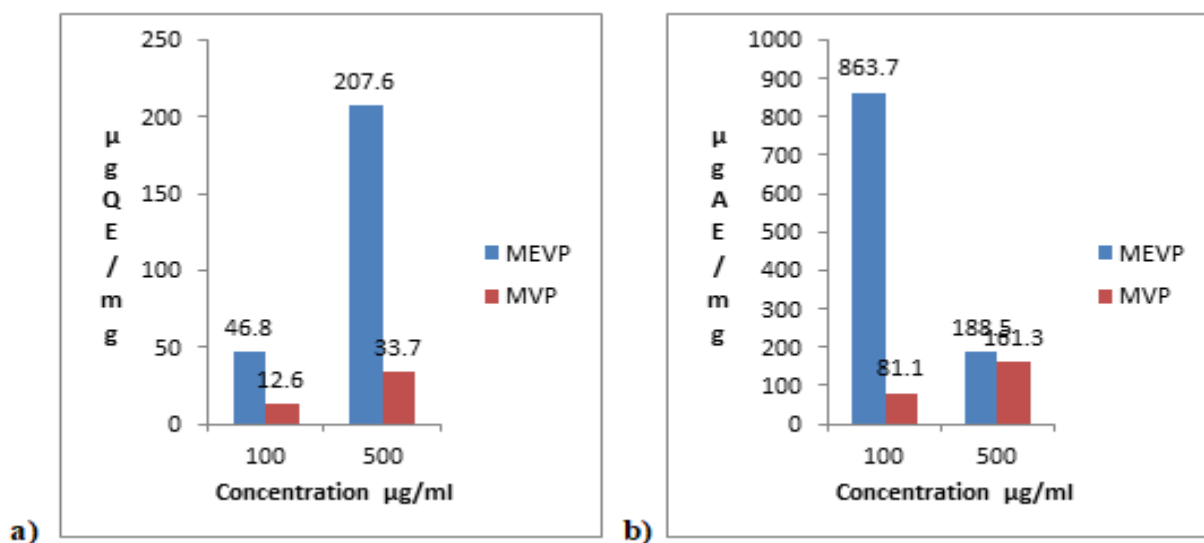 250
200
150
100
50
0
µ
g
Q
E
/
m
g
207.6
46.8
33.7
12.6
100 500
Concentration µg/ml
MEVP
MVP
a)
1000
900
800
700
600
500
400
300
200
100
0
µ
g
A
E
/
m
g
863.7
81.1
188.5
161.3
100 500
Concentration µg/ml
MEVP
MVP
b)